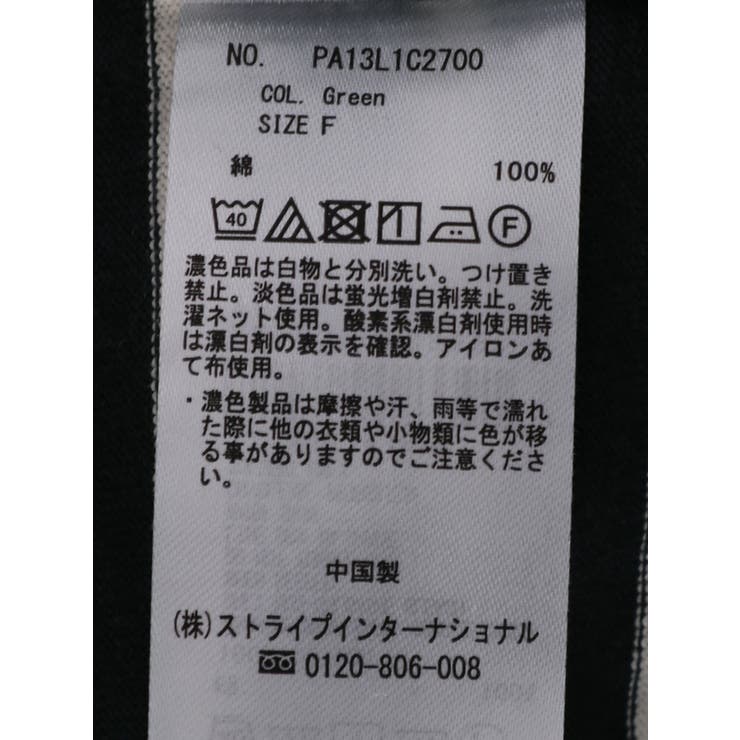 NO. PA13L1C2700
COL. Green
SIZE F
綿 100%
40 F
濃色品は白物と分別洗い。つけ置き
禁止。淡色品は蛍光増白剤禁止。洗
濯ネット使用。酸素系漂白剤使用時
は漂白剤の表示を確認。アイロンあ
て布使用。
・濃色製品は摩擦や汗、雨等で濡れ
た際に他の衣類や小物類に色が移
る事がありますのでご注意くださ
い。
中国製
(株)ストライプインターナショナル
0120-806-008